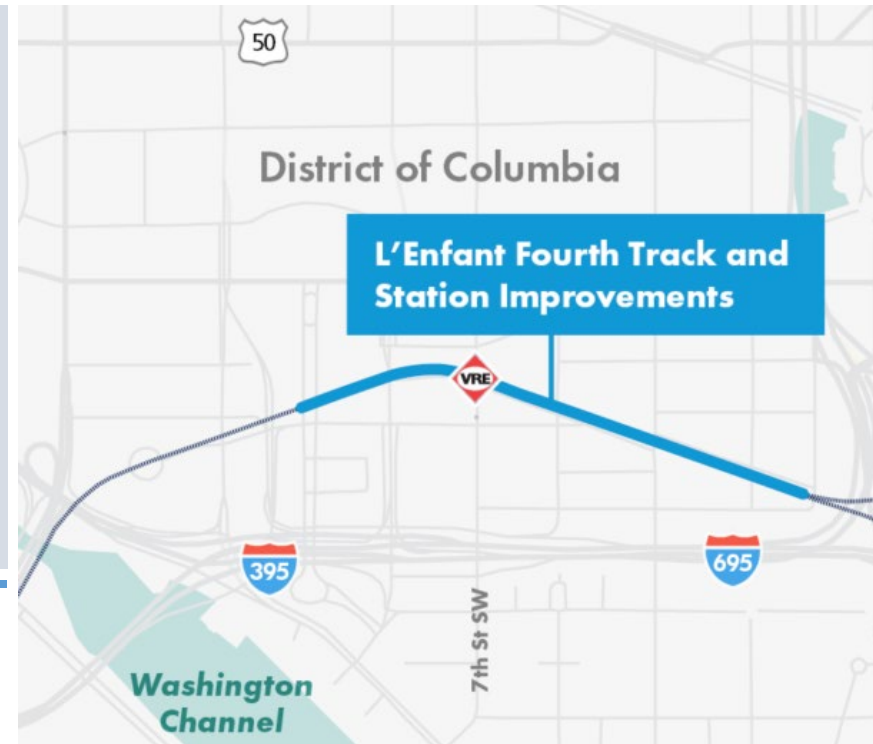 50
District of Columbia
L’Enfant Fourth Track and
Station Improvements
VRE
395
695
7th St SW
Washington
Channel